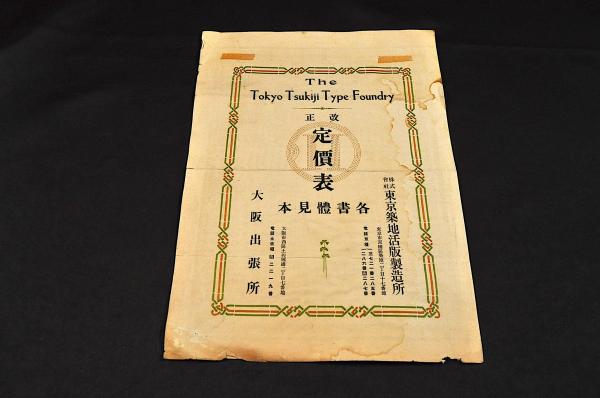 The
Tokyo Tsukiji Type Foundry
改正
定價表
各書體見本
株式會社 東京築地活版製造所
大阪出張所